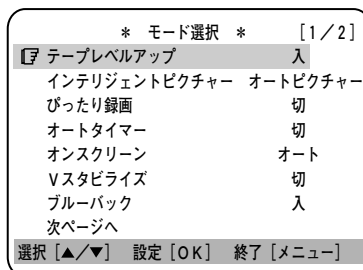 * モード選択 * [1／2]
テープレベルアップ 入
インテリジェントピクチャー オートピクチャー
ぴったり録画 切
オートタイマー 切
オンスクリーン オート
Vスタビライズ 切
ブルーバック 入
次ページへ
選択[▲／▼] 設定[OK] 終了[メニュー]